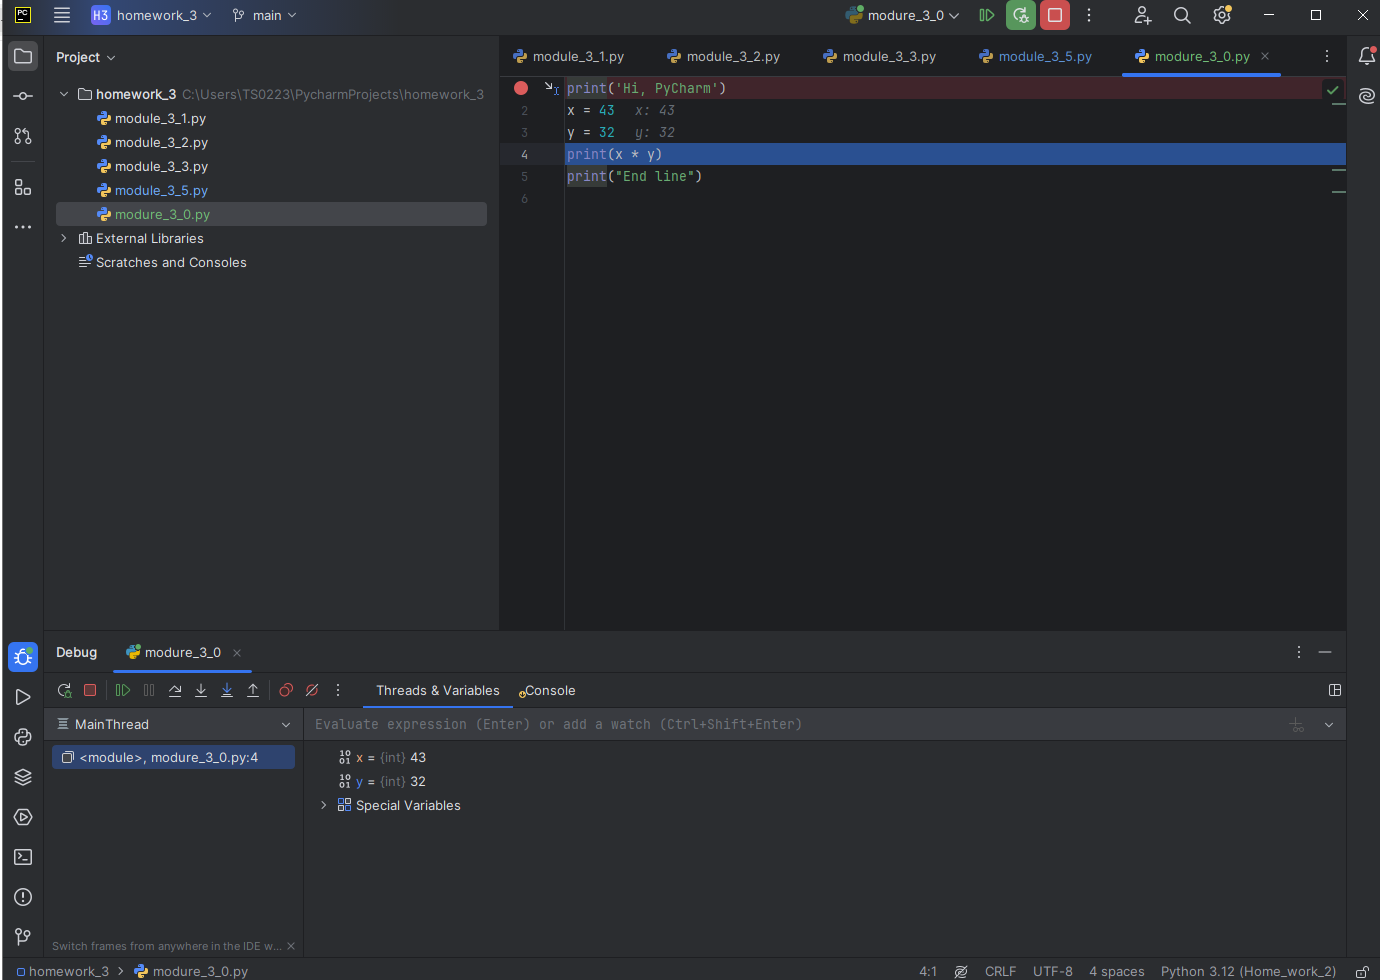 PC
H3 homework_3 main modure_3_0
Project
module_3_1.py module_3_2.py module_3_3.py module_3_5.py modure_3_0.py
homework_3 C:\Users\TS0223\PycharmProjects\homework_3
module_3_1.py
module_3_2.py
module_3_3.py
module_3_5.py
modure_3_0.py
External Libraries
Scratches and Consoles
print('Hi, PyCharm')
2 x = 43 x: 43
3 y = 32 y: 32
4 print(x * y)
5 print("End line")
6
Debug modure_3_0
Threads & Variables Console
MainThread
Evaluate expression (Enter) or add a watch (Ctrl+Shift+Enter)
<module>, modure_3_0.py:4
x = {int} 43
y = {int} 32
Special Variables
Switch frames from anywhere in the IDE w...
homework_3 > modure_3_0.py
4:1 CRLF UTF-8 4 spaces Python 3.12 (Home_work_2)